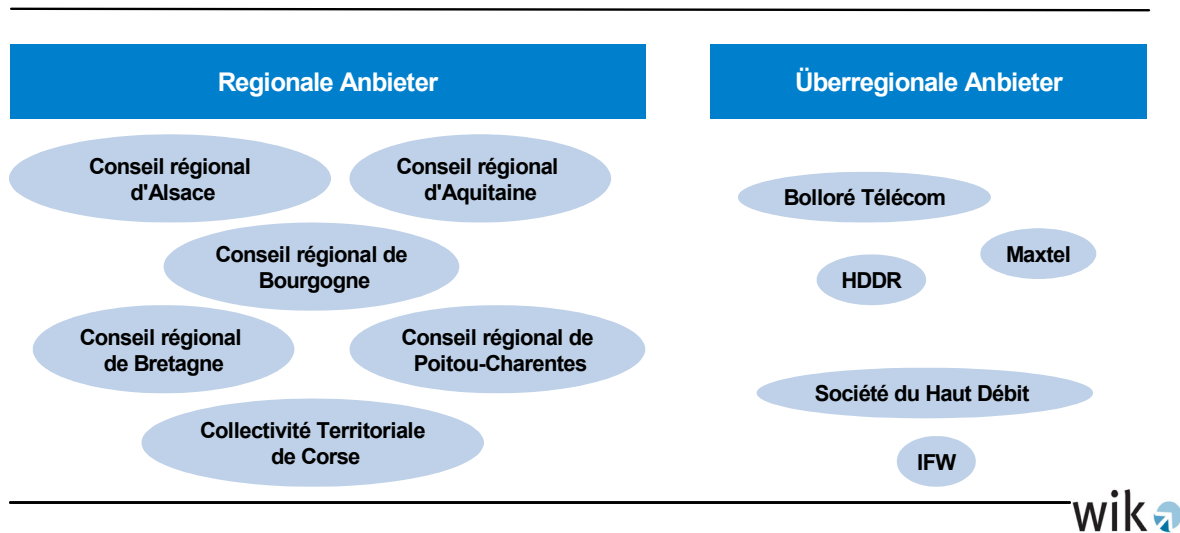 Regionale Anbieter
Überregionale Anbieter
Conseil régional
d'Alsace
Conseil régional
d'Aquitaine
Conseil régional de
Bourgogne
Conseil régional
de Bretagne
Conseil régional de
Poitou-Charentes
Collectivité Territoriale
de Corse
Bolloré Télécom
Maxtel
HDDR
Société du Haut Débit
IFW
wik